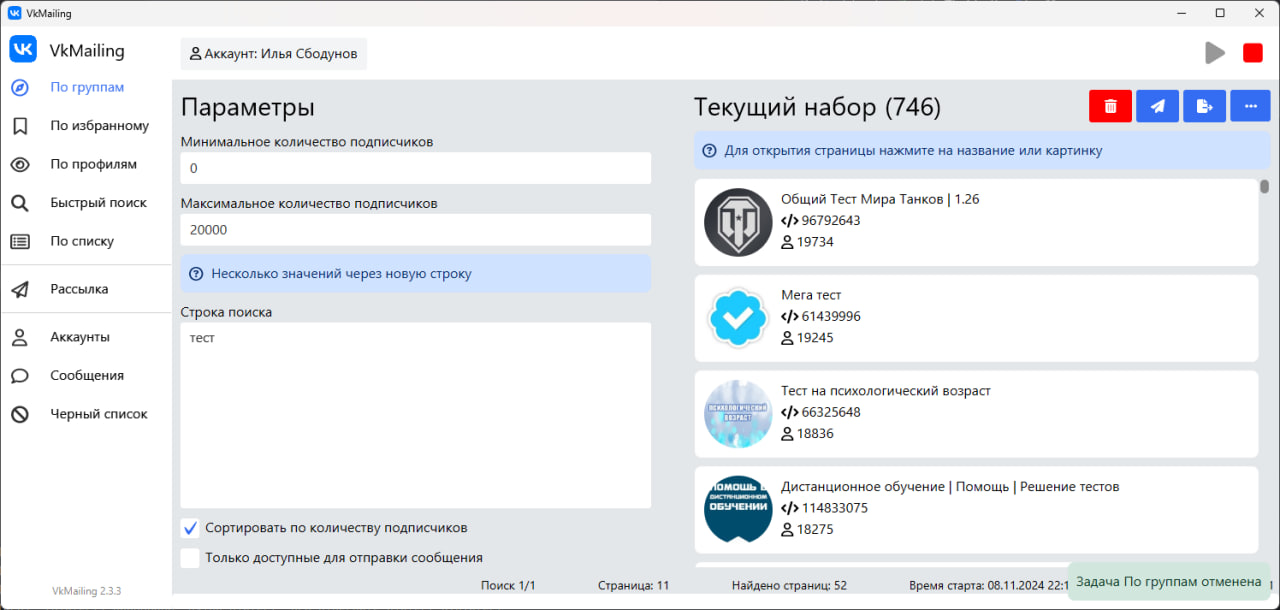 VkMailing
VkMailing
Аккаунт: Илья Сбодунов
По группам
По избранному
По профилям
Быстрый поиск
По списку
Рассылка
Аккаунты
Сообщения
Черный список
VkMailing 2.3.3
Параметры
Минимальное количество подписчиков
0
Максимальное количество подписчиков
20000
Несколько значений через новую строку
Строка поиска
тест
Сортировать по количеству подписчиков
Только доступные для отправки сообщения
Текущий набор (746)
Для открытия страницы нажмите на название или картинку
Общий Тест Мира Танков | 1.26
96792643
19734
Мега тест
61439996
19245
ПСИХОЛОГИЧЕСКИЙ
ВОЗРАСТ
Тест на психологический возраст
66325648
18836
ПОМОЩЬ В
ДИСТАНЦИОННОМ
ОБУЧЕНИИ
Дистанционное обучение | Помощь | Решение тестов
114833075
18275
Поиск 1/1
Страница: 11
Найдено страниц: 52
Время старта: 08.11.2024 22:1
Задача По группам отменена